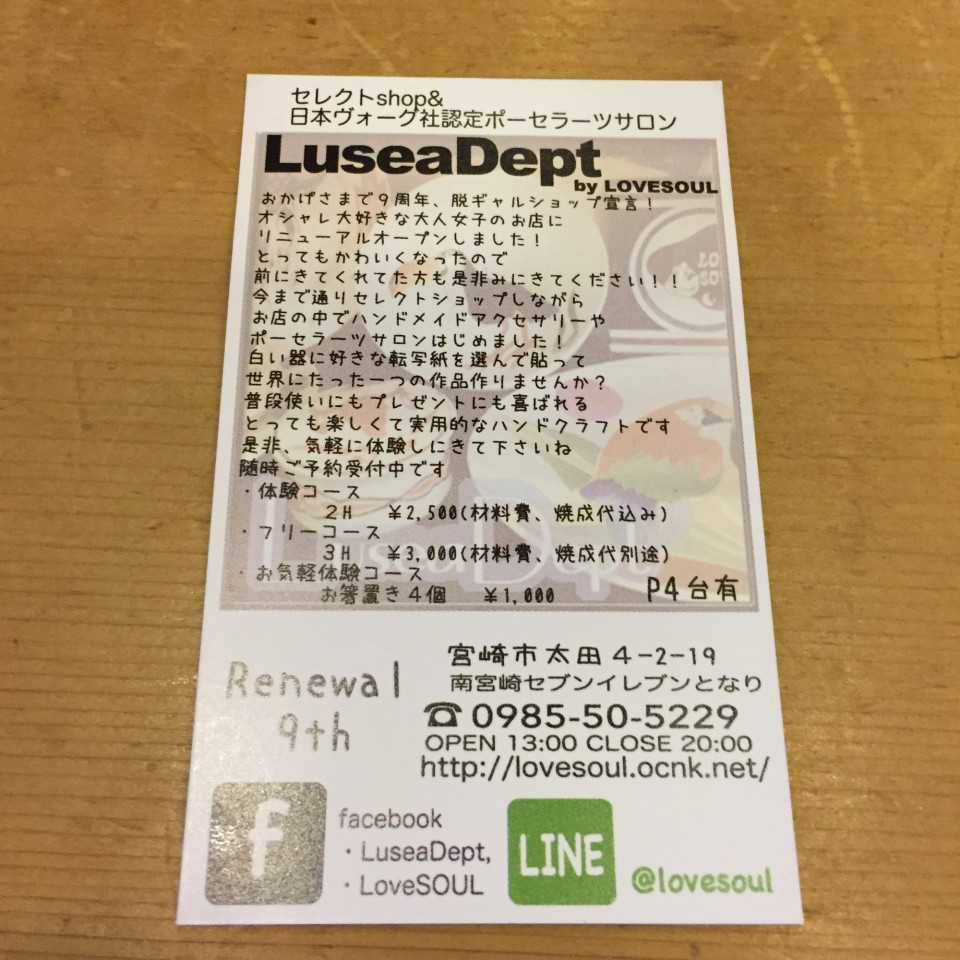 セレクトshop&
日本ヴォーグ社認定ポーセラーツサロン
LuseaDept
by LOVESOUL
おかげさまで9周年、脱ギャルショップ宣言!
オシャレ大好きな大人女子のお店に
リニューアルオープンしました!
とってもかわいくなったので
前にきてくれてた方も是非みにきてください!!
今まで通りセレクトショップしながら
お店の中でハンドメイドアクセサリーや
ポーセラーツサロンはじめました!
白い器に好きな転写紙を選んで貼って
世界にたった一つの作品作りませんか?
普段使いにもプレゼントにも喜ばれる
とっても楽しくて実用的なハンドクラフトです
是非、気軽に体験しにきて下さいね
随時ご予約受付中です
・体験コース
2H ¥2,500(材料費、焼成代込み)
・フリーコース
3H ¥3,000(材料費、焼成代別途)
・お気軽体験コース
お箸置き4個 ¥1,000
P4台有
LuseaDept
Renewal
9th
宮崎市太田4-2-19
南宮崎セブンイレブンとなり
☎0985-50-5229
OPEN 13:00 CLOSE 20:00
http://lovesoul.ocnk.net/
f
facebook
・LuseaDept,
・LoveSOUL
LINE
@lovesoul